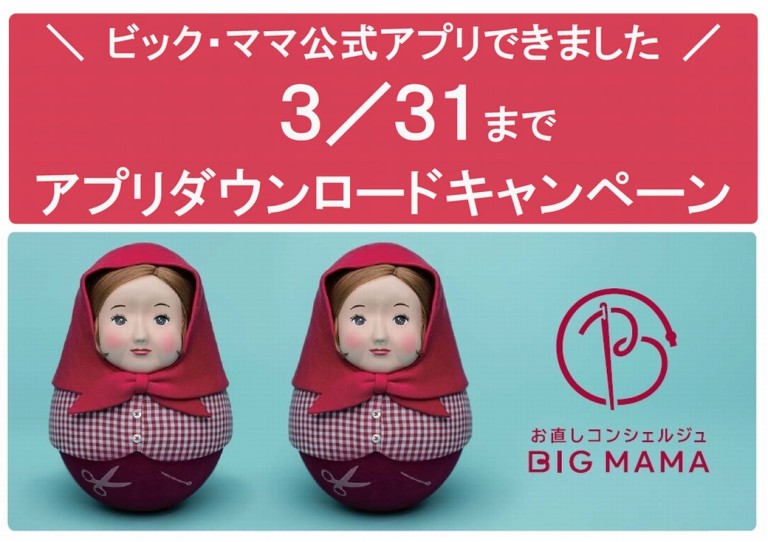 ＼ ビック・ママ公式アプリできました ／
3／31まで
アプリダウンロードキャンペーン
お直しコンシェルジュ
BIG MAMA